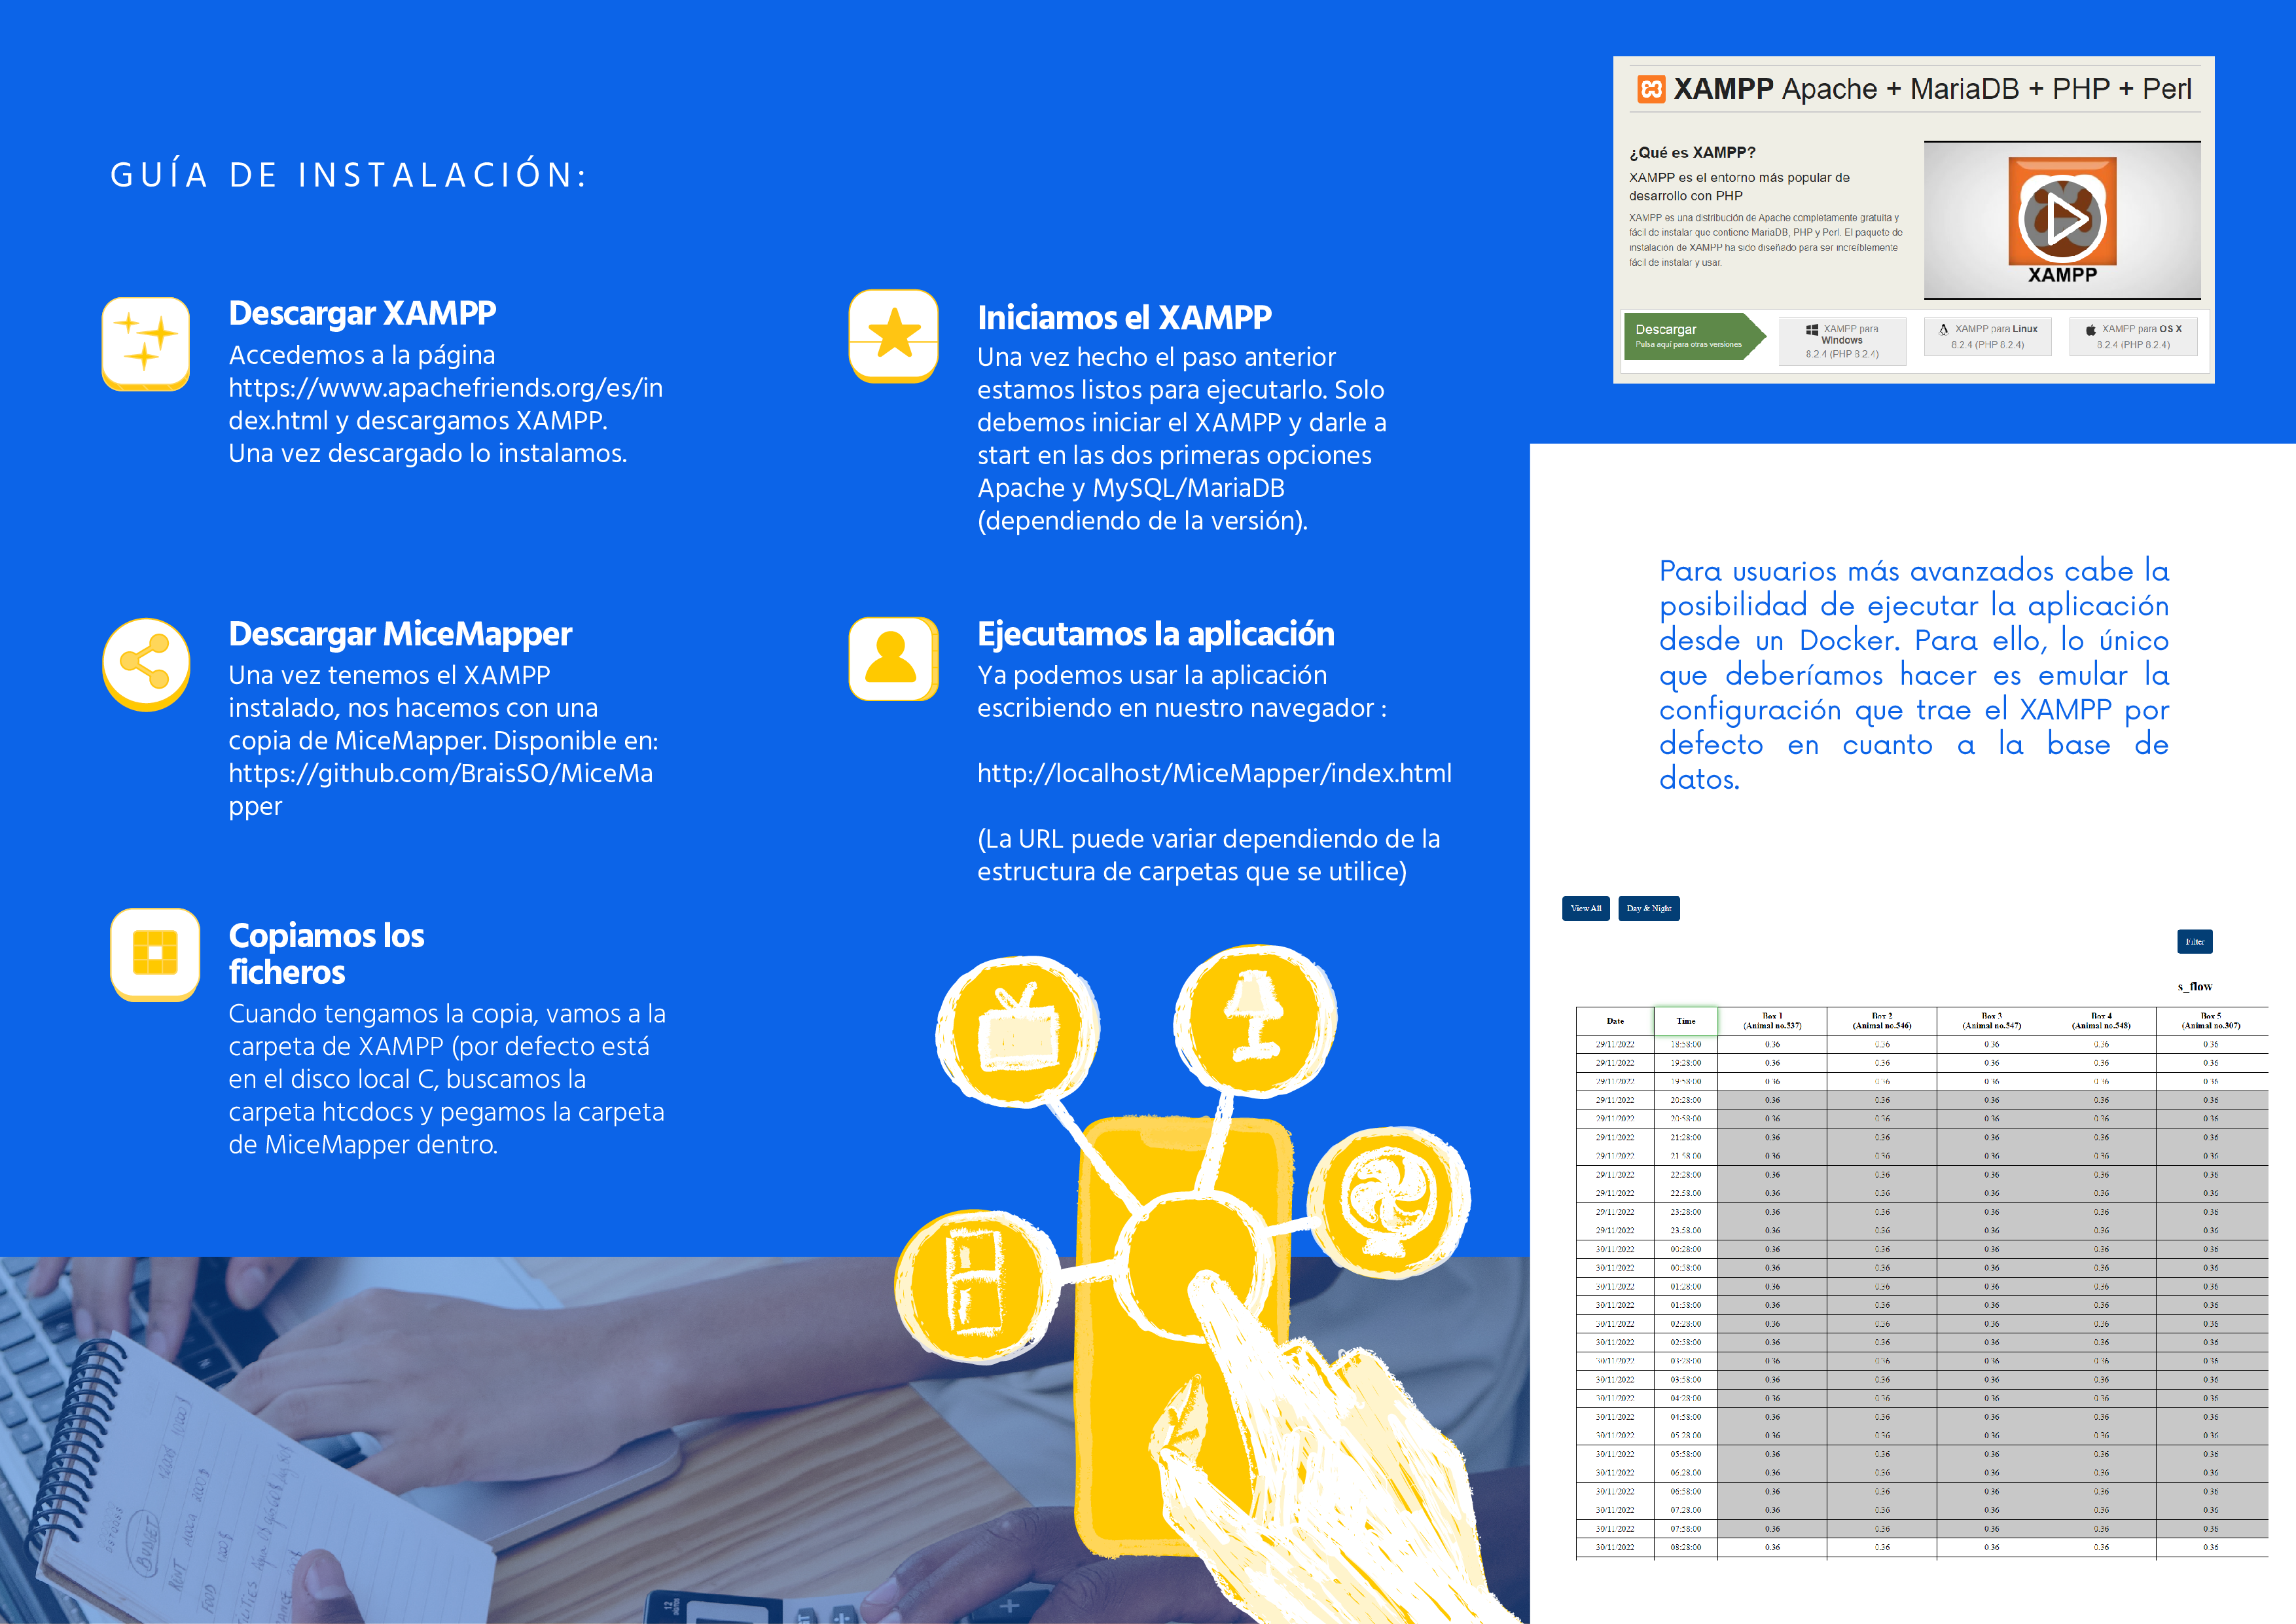 GUÍA DE INSTALACIÓN:
Descargar XAMPP
Accedemos a la página
https://www.apachefriends.org/es/in
dex.html y descargamos XAMPP.
Una vez descargado lo instalamos.
Descargar MiceMapper
Una vez tenemos el XAMPP
instalado, nos hacemos con una
copia de MiceMapper. Disponible en:
https://github.com/BraisSO/MiceMa
pper
Copiamos los
ficheros
Cuando tengamos la copia, vamos a la
carpeta de XAMPP (por defecto está
en el disco local C, buscamos la
carpeta htcdocs y pegamos la carpeta
de MiceMapper dentro.
Iniciamos el XAMPP
Una vez hecho el paso anterior
estamos listos para ejecutarlo. Solo
debemos iniciar el XAMPP y darle a
start en las dos primeras opciones
Apache y MySQL/MariaDB
(dependiendo de la versión).
Ejecutamos la aplicación
Ya podemos usar la aplicación
escribiendo en nuestro navegador :
http://localhost/MiceMapper/index.html
(La URL puede variar dependiendo de la
estructura de carpetas que se utilice)
XAMPP Apache + MariaDB + PHP + Perl
¿Qué es XAMPP?
XAMPP es el entorno más popular de
desarrollo con PHP
XAMPP es una distribución de Apache completamente gratuita y
fácil de instalar que contiene MariaDB, PHP y Perl. El paquete de
instalación de XAMPP ha sido diseñado para ser increíblemente
fácil de instalar y usar.
XAMPP
Descargar
Pulsa aquí para otras versiones
XAMPP para
Windows
8.2.4 (PHP 8.2.4)
XAMPP para Linux
8.2.4 (PHP 8.2.4)
XAMPP para OS X
8.2.4 (PHP 8.2.4)
Para usuarios más avanzados cabe la
posibilidad de ejecutar la aplicación
desde un Docker. Para ello, lo único
que deberíamos hacer es emular la
configuración que trae el XAMPP por
defecto en cuanto a la base de
datos.
View All Day & Night
Filter
s_flow
Date Time Box 1 (Animal no.537) Box 2 (Animal no.546) Box 3 (Animal no.547) Box 4 (Animal no.548) Box 5 (Animal no.307)
29/11/2022 18:58:00 0.36 0.36 0.36 0.36 0.36
29/11/2022 19:28:00 0.36 0.36 0.36 0.36 0.36
29/11/2022 19:58:00 0.36 0.36 0.36 0.36 0.36
29/11/2022 20:28:00 0.36 0.36 0.36 0.36 0.36
29/11/2022 20:58:00 0.36 0.36 0.36 0.36 0.36
29/11/2022 21:28:00 0.36 0.36 0.36 0.36 0.36
29/11/2022 21:58:00 0.36 0.36 0.36 0.36 0.36
29/11/2022 22:28:00 0.36 0.36 0.36 0.36 0.36
29/11/2022 22:58:00 0.36 0.36 0.36 0.36 0.36
29/11/2022 23:28:00 0.36 0.36 0.36 0.36 0.36
29/11/2022 23:58:00 0.36 0.36 0.36 0.36 0.36
30/11/2022 00:28:00 0.36 0.36 0.36 0.36 0.36
30/11/2022 00:58:00 0.36 0.36 0.36 0.36 0.36
30/11/2022 01:28:00 0.36 0.36 0.36 0.36 0.36
30/11/2022 01:58:00 0.36 0.36 0.36 0.36 0.36
30/11/2022 02:28:00 0.36 0.36 0.36 0.36 0.36
30/11/2022 02:58:00 0.36 0.36 0.36 0.36 0.36
30/11/2022 03:28:00 0.36 0.36 0.36 0.36 0.36
30/11/2022 03:58:00 0.36 0.36 0.36 0.36 0.36
30/11/2022 04:28:00 0.36 0.36 0.36 0.36 0.36
30/11/2022 04:58:00 0.36 0.36 0.36 0.36 0.36
30/11/2022 05:28:00 0.36 0.36 0.36 0.36 0.36
30/11/2022 05:58:00 0.36 0.36 0.36 0.36 0.36
30/11/2022 06:28:00 0.36 0.36 0.36 0.36 0.36
30/11/2022 06:58:00 0.36 0.36 0.36 0.36 0.36
30/11/2022 07:28:00 0.36 0.36 0.36 0.36 0.36
30/11/2022 07:58:00 0.36 0.36 0.36 0.36 0.36
30/11/2022 08:28:00 0.36 0.36 0.36 0.36 0.36
BUDGET
RENT
FOOD